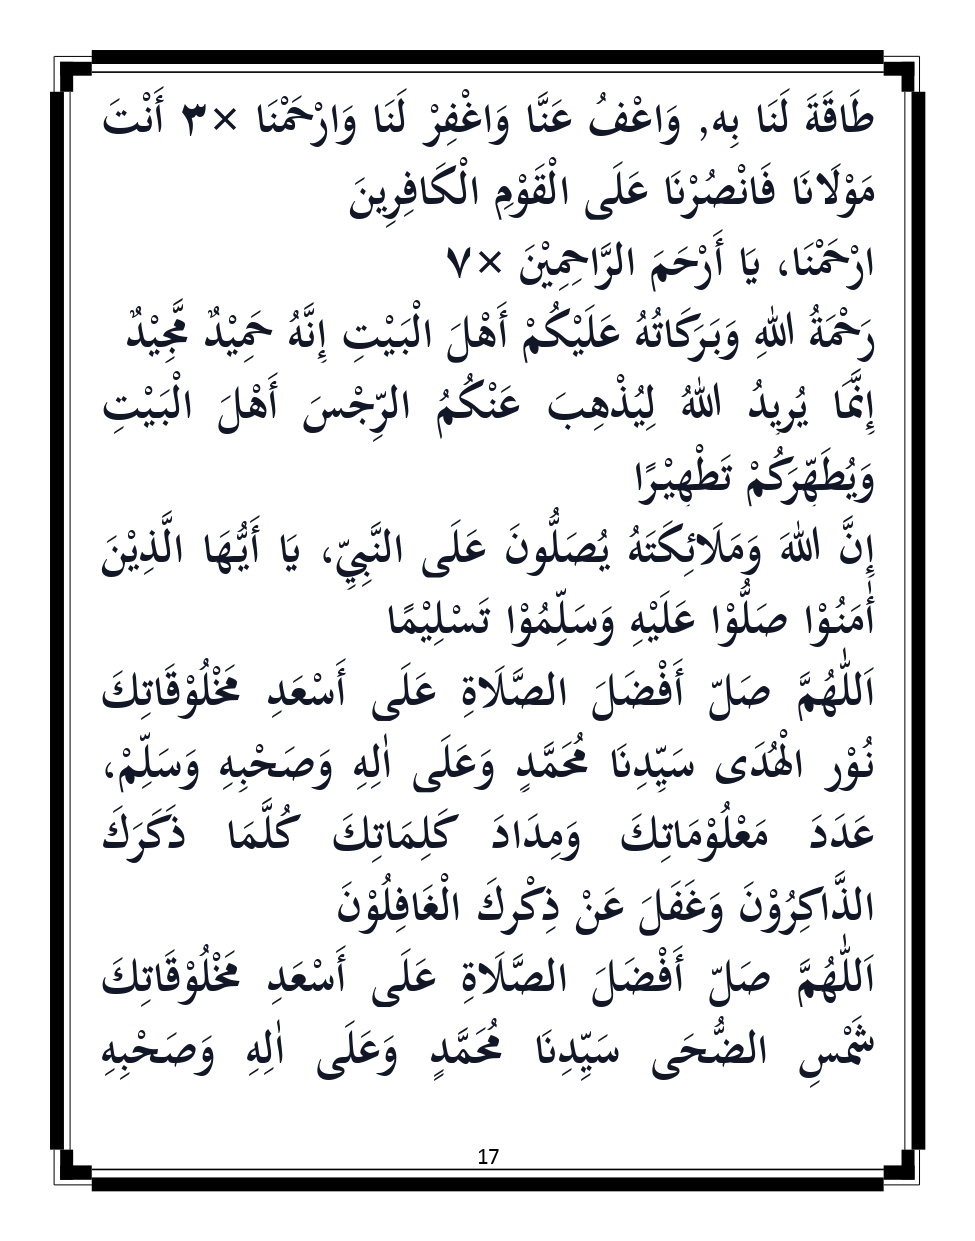 طَاقَةَ لَنَا بِه, وَاعْفُ عَنَّا وَاغْفِرْ لَنَا وَارْحَمْنَا ×٣ أَنْتَ
مَوْلَانَا فَانْصُرْنَا عَلَى الْقَوْمِ الْكَافِرِينَ
ارْحَمْنَا، يَا أَرْحَمَ الرَّاحِمِيْنَ ×٧
رَحْمَةُ اللهِ وَبَرَكَاتُهُ عَلَيْكُمْ أَهْلَ الْبَيْتِ إِنَّهُ حَمِيْدٌ مَّجِيْدٌ
إِنَّمَا يُرِيدُ اللهُ لِيُذْهِبَ عَنْكُمُ الرِّجْسَ أَهْلَ الْبَيْتِ
وَيُطَهِّرَكُمْ تَطْهِيْرًا
إِنَّ اللهَ وَمَلَائِكَتَهُ يُصَلُّونَ عَلَى النَّبِيِّ، يَا أَيُّهَا الَّذِيْنَ
أٰمَنُوْا صَلُّوْا عَلَيْهِ وَسَلِّمُوْا تَسْلِيْمًا
اَللّٰهُمَّ صَلِّ أَفْضَلَ الصَّلَاةِ عَلَى أَسْعَدِ مَخْلُوْقَاتِكَ
نُوْرِ الْهُدَى سَيِّدِنَا مُحَمَّدٍ وَعَلَى اٰلِهِ وَصَحْبِهِ وَسَلِّمْ،
عَدَدَ مَعْلُوْمَاتِكَ وَمِدَادَ كَلِمَاتِكَ كُلَّمَا ذَكَرَكَ
الذَّاكِرُوْنَ وَغَفَلَ عَنْ ذِكْرِكَ الْغَافِلُوْنَ
اَللّٰهُمَّ صَلِّ أَفْضَلَ الصَّلَاةِ عَلَى أَسْعَدِ مَخْلُوْقَاتِكَ
شَمْسِ الضُّحَى سَيِّدِنَا مُحَمَّدٍ وَعَلَى اٰلِهِ وَصَحْبِهِ
17